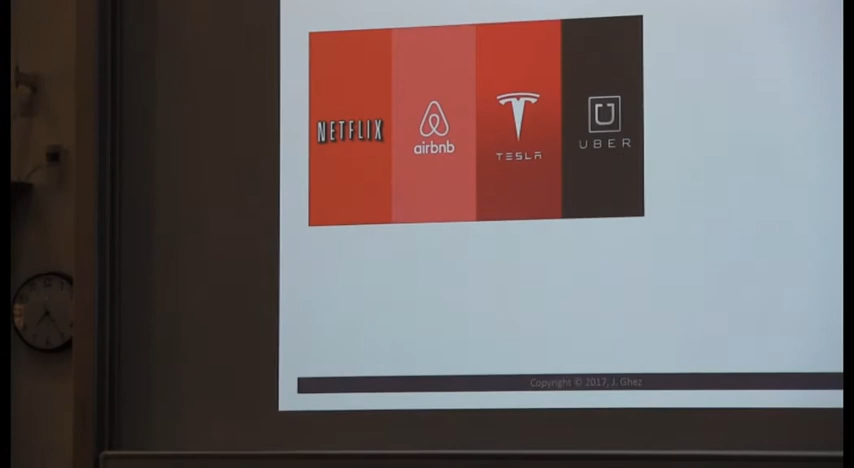 NETFLIX
airbnb
TESLA
UBER
Copyright © 2017, J. Ghez